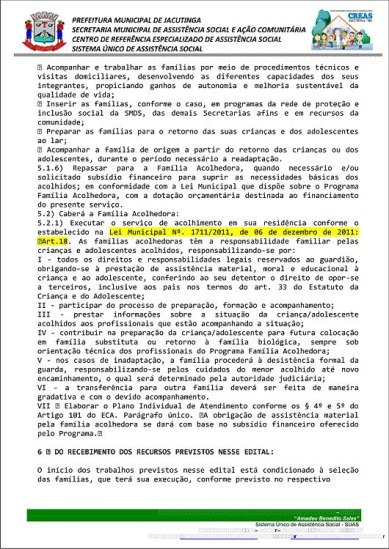 PREFEITURA MUNICIPAL DE JACUTINGA
SECRETARIA MUNICIPAL DE ASSISTÊNCIA SOCIAL E AÇÃO COMUNITÁRIA
CENTRO DE REFERÊNCIA ESPECIALIZADO DE ASSISTÊNCIA SOCIAL
SISTEMA ÚNICO DE ASSISTÊNCIA SOCIAL
CREAS
Acompanhar e trabalhar as famílias por meio de procedimentos técnicos e
visitas domiciliares, desenvolvendo as diferentes capacidades dos seus
integrantes, propiciando ganhos de autonomia e melhoria sustentável da
qualidade de vida;
Inserir as famílias, conforme o caso, em programas da rede de proteção e
inclusão social da SMDS, das demais Secretarias afins e em recursos da
comunidade;
Preparar as famílias para o retorno das suas crianças e dos adolescentes
ao lar;
Acompanhar a família de origem a partir do retorno das crianças ou dos
adolescentes, durante o período necessário a readaptação.
5.1.6) Repassar para a Família Acolhedora, quando necessário e/ou
solicitado subsídio financeiro para suprir as necessidades básicas dos
acolhidos; em conformidade com a Lei Municipal que dispõe sobre o Programa
Família Acolhedora, com a dotação orçamentária destinada ao financiamento
do presente serviço.
5.2) Caberá a Família Acolhedora:
5.2.1) Executar o serviço de acolhimento em sua residência conforme o
estabelecido na Lei Municipal Nº. 1711/2011, de 06 de dezembro de 2011:
Art.18. As famílias acolhedoras têm a responsabilidade familiar pelas
crianças e adolescentes acolhidos, responsabilizando-se por:
I - todos os direitos e responsabilidades legais reservados ao guardião,
obrigando-se à prestação de assistência material, moral e educacional à
criança e ao adolescente, conferindo ao seu detentor o direito de opor-se
a terceiros, inclusive aos pais nos termos do art. 33 do Estatuto da
Criança e do Adolescente;
II - participar do processo de preparação, formação e acompanhamento;
III - prestar informações sobre a situação da criança/adolescente
acolhidos aos profissionais que estão acompanhando a situação;
IV - contribuir na preparação da criança/adolescente para futura colocação
em família substituta ou retorno à família biológica, sempre sob
orientação técnica dos profissionais do Programa Família Acolhedora;
V - nos casos de inadaptação, a família procederá à desistência formal da
guarda, responsabilizando-se pelos cuidados do menor acolhido até novo
encaminhamento, o qual será determinado pela autoridade judiciária;
VI - a transferência para outra família deverá ser feita de maneira
gradativa e com o devido acompanhamento.
VII Elaborar o Plano Individual de Atendimento conforme os § 4º e 5º do
Artigo 101 do ECA. Parágrafo único. A obrigação de assistência material
pela família acolhedora se dará com base no subsídio financeiro oferecido
pelo Programa.
6 DO RECEBIMENTO DOS RECURSOS PREVISTOS NESSE EDITAL:
O início dos trabalhos previstos nesse edital está condicionado à seleção
das famílias, que terá sua execução, conforme previsto no respectivo
"Amadeu Benedito Sales"
Sistema Único de Assistência Social - SUAS